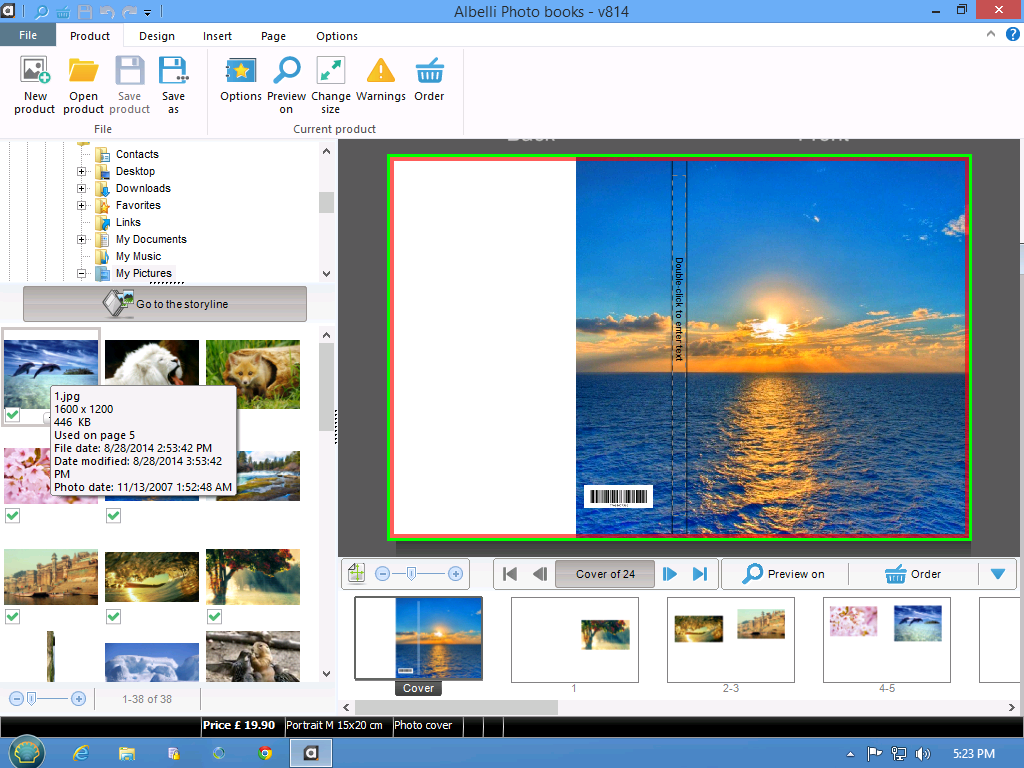 Albelli Photo books - v814
File
Product
Design
Insert
Page
Options
New product
Open product
Save product
Save as
File
Options
Preview on
Change size
Warnings
Order
Current product
Contacts
Desktop
Downloads
Favorites
Links
My Documents
My Music
My Pictures
Go to the storyline
1.jpg
1600 x 1200
446 KB
Used on page 5
File date: 8/28/2014 2:53:42 PM
Date modified: 8/28/2014 3:53:42
PM
Photo date: 11/13/2007 1:52:48 AM
1-38 of 38
Back
Front
Double-click to enter text
Cover of 24
Preview on
Order
Cover
1
2-3
4-5
Price £ 19.90
Portrait M 15x20 cm
Photo cover
5:23 PM